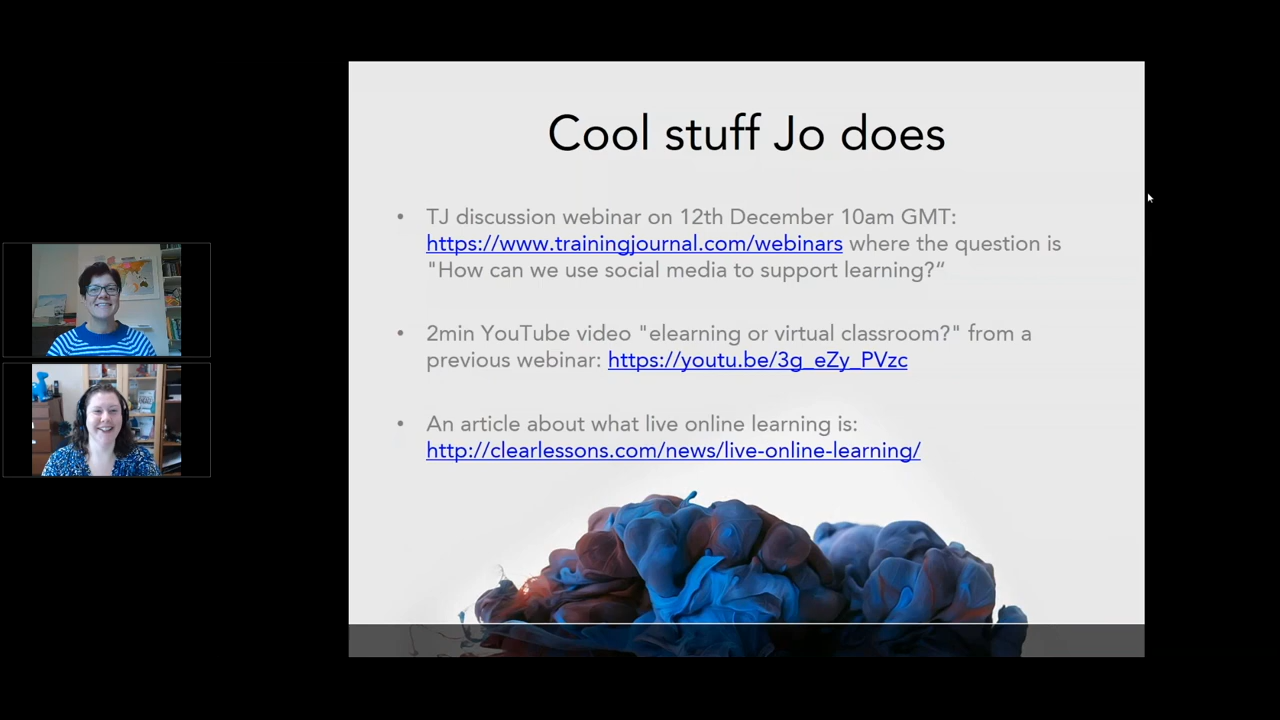 Cool stuff Jo does
• TJ discussion webinar on 12th December 10am GMT:
https://www.trainingjournal.com/webinars where the question is
"How can we use social media to support learning?“
• 2min YouTube video "elearning or virtual classroom?" from a
previous webinar: https://youtu.be/3g_eZy_PVzc
• An article about what live online learning is:
http://clearlessons.com/news/live-online-learning/